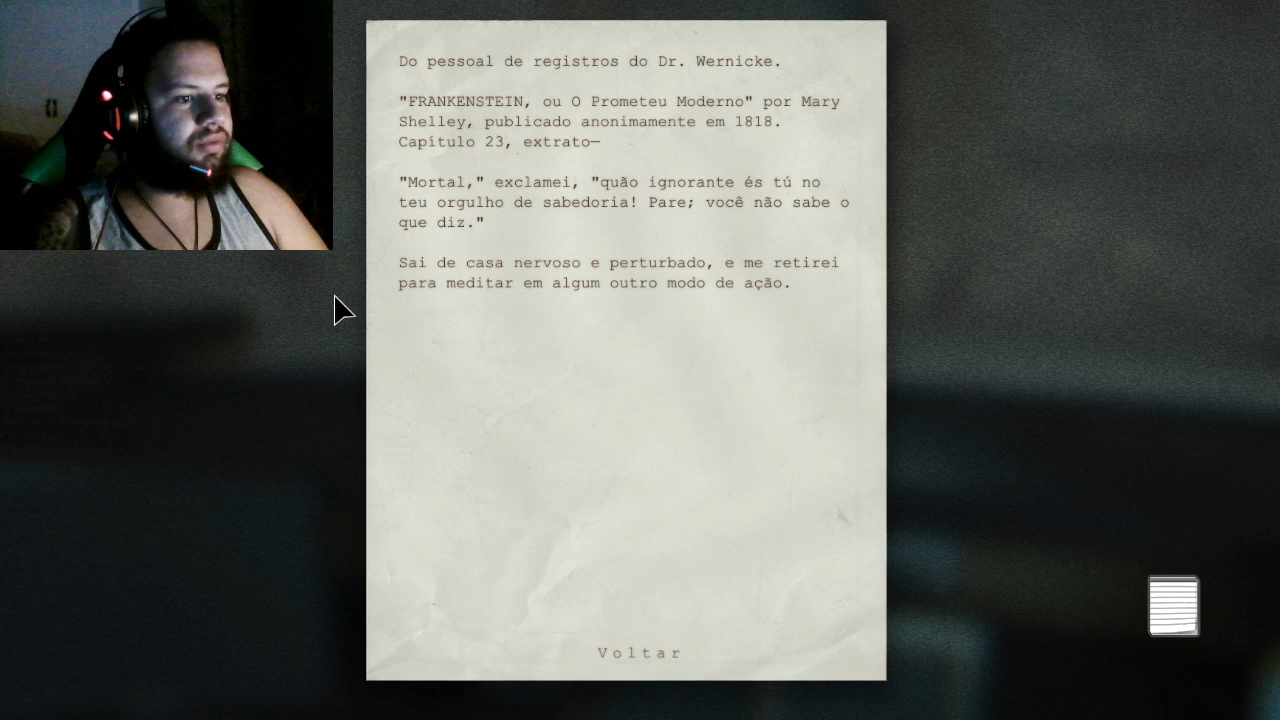 Do pessoal de registros do Dr. Wernicke.
"FRANKENSTEIN, ou O Prometeu Moderno" por Mary
Shelley, publicado anonimamente em 1818.
Capítulo 23, extrato—
"Mortal," exclamei, "quão ignorante és tú no
teu orgulho de sabedoria! Pare; você não sabe o
que diz."
Sai de casa nervoso e perturbado, e me retirei
para meditar em algum outro modo de ação.
Voltar